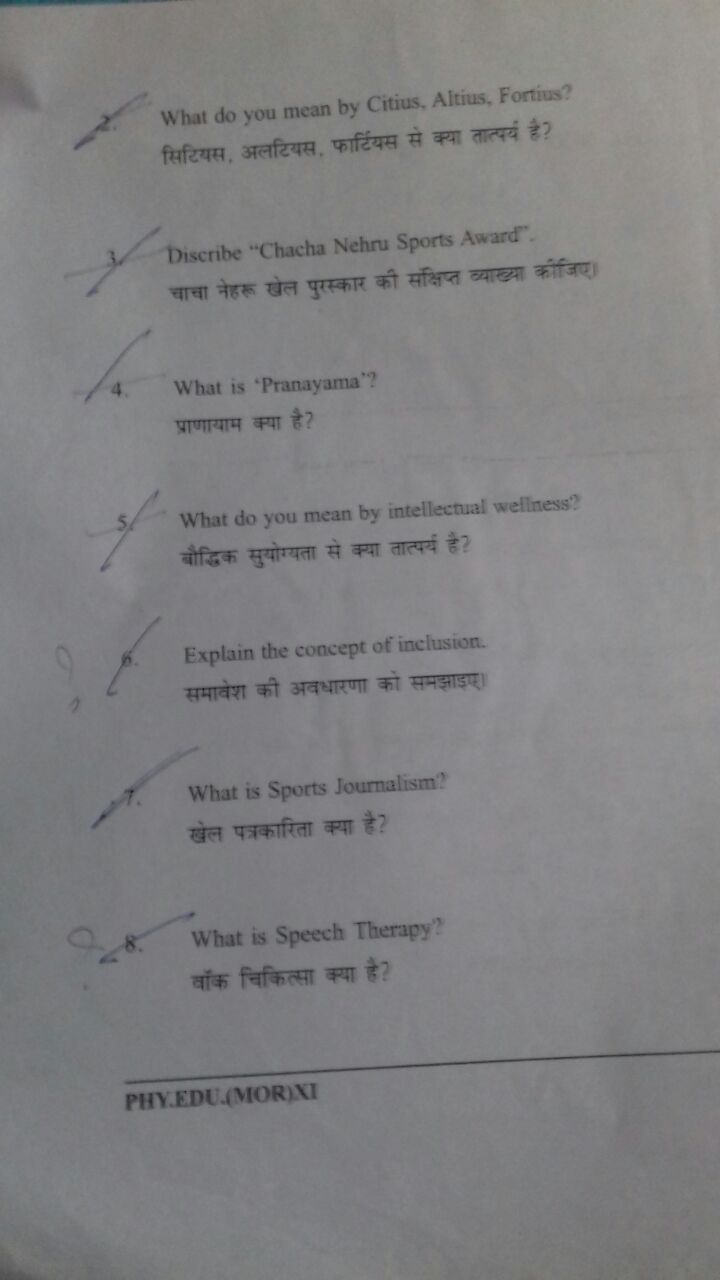 2. What do you mean by Citius, Altius, Fortius?
सिटियस, अलटियस, फार्टियस से क्या तात्पर्य है?
3. Discribe “Chacha Nehru Sports Award”.
चाचा नेहरू खेल पुरस्कार की संक्षिप्त व्याख्या कीजिए।
4. What is ‘Pranayama’?
प्राणायाम क्या है?
5. What do you mean by intellectual wellness?
बौद्धिक सुयोग्यता से क्या तात्पर्य है?
6. Explain the concept of inclusion.
समावेश की अवधारणा को समझाइए।
7. What is Sports Journalism?
खेल पत्रकारिता क्या है?
8. What is Speech Therapy?
वॉक चिकित्सा क्या है?
PHY.EDU.(MOR)XI